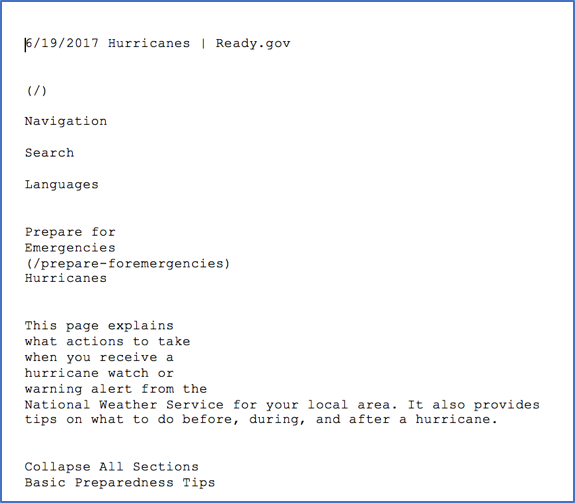 6/19/2017 Hurricanes | Ready.gov
(/)
Navigation
Search
Languages
Prepare for
Emergencies
(/prepare-foremergencies)
Hurricanes
This page explains
what actions to take
when you receive a
hurricane watch or
warning alert from the
National Weather Service for your local area. It also provides
tips on what to do before, during, and after a hurricane.
Collapse All Sections
Basic Preparedness Tips